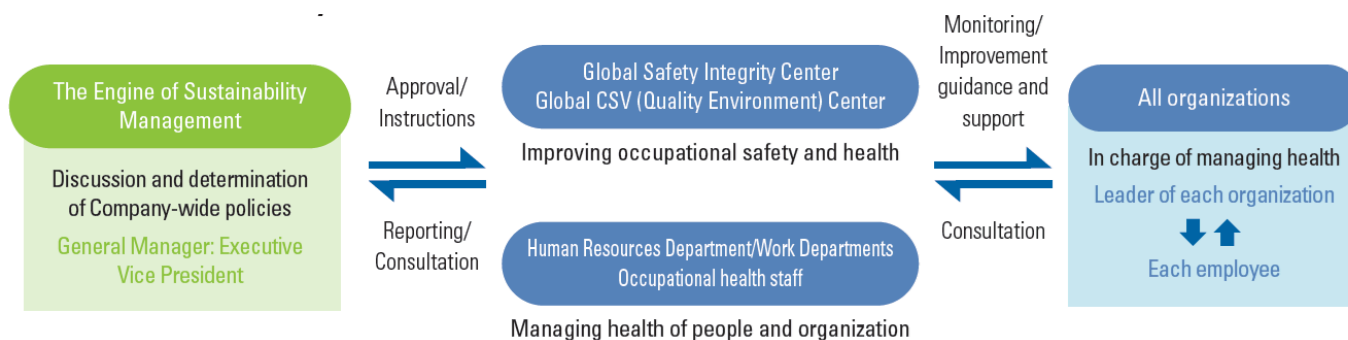 The Engine of Sustainability
Management
Discussion and determination
of Company-wide policies
General Manager: Executive
Vice President
Approval/
Instructions
Reporting/
Consultation
Global Safety Integrity Center
Global CSV (Quality Environment) Center
Improving occupational safety and health
Human Resources Department/Work Departments
Occupational health staff
Managing health of people and organization
Monitoring/
Improvement
guidance and
support
Consultation
All organizations
In charge of managing health
Leader of each organization
Each employee